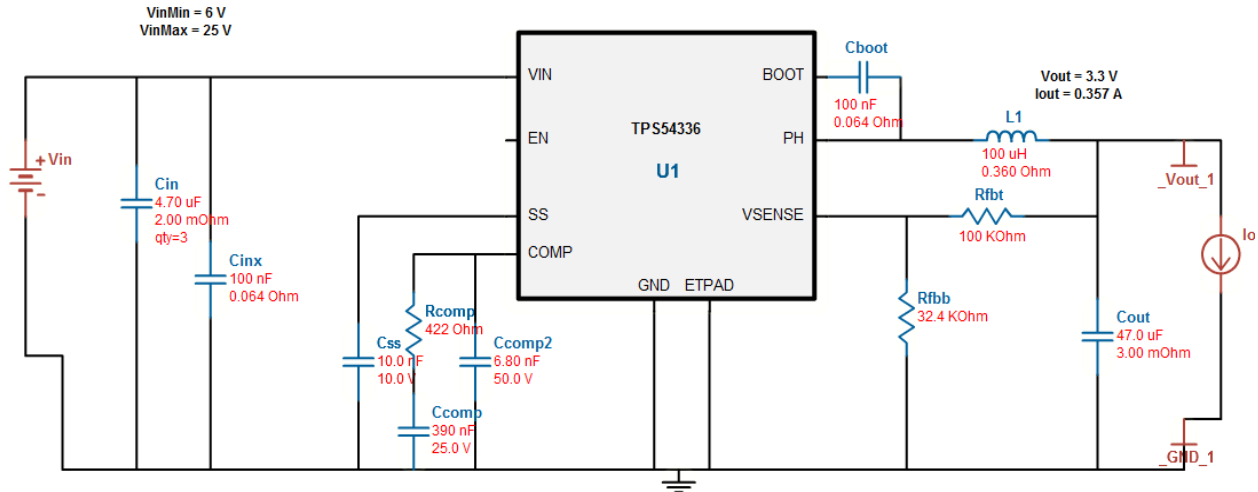 VinMin = 6 V
VinMax = 25 V
+ Vin
-
Cin
4.70 uF
2.00 mOhm
qty=3
Cinx
100 nF
0.064 Ohm
Css
10.0 nF
10.0 V
Rcomp
422 Ohm
Ccomp
390 nF
25.0 V
Ccomp2
6.80 nF
50.0 V
VIN
EN
SS
COMP
TPS54336
U1
BOOT
PH
VSENSE
GND ETPAD
Cboot
100 nF
0.064 Ohm
Vout = 3.3 V
Iout = 0.357 A
L1
100 uH
0.360 Ohm
Rfbt
100 KOhm
Rfbb
32.4 KOhm
Cout
47.0 uF
3.00 mOhm
_Vout_1
Io
_GND_1